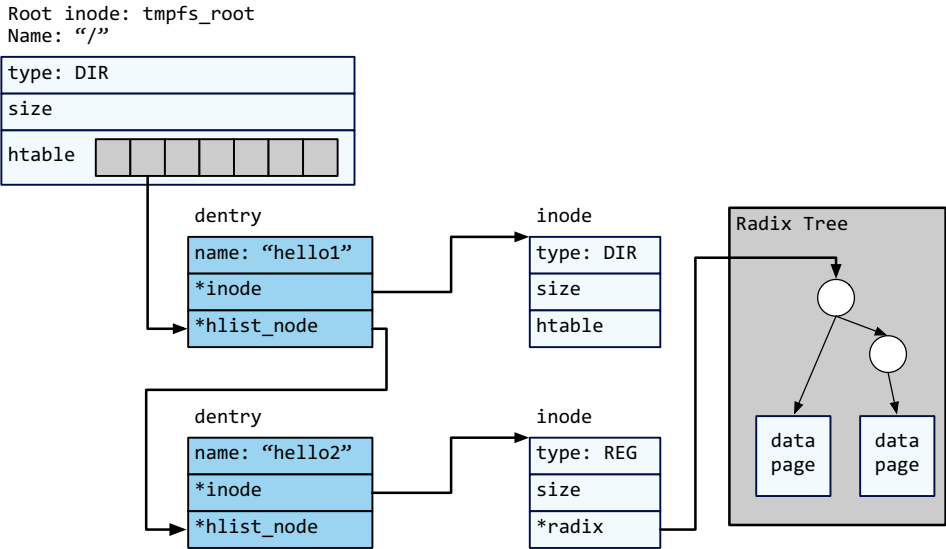 Root inode: tmpfs_root
Name: “/”
type: DIR
size
htable
dentry
name: “hello1”
*inode
*hlist_node
inode
type: DIR
size
htable
Radix Tree
data
page
data
page
dentry
name: “hello2”
*inode
*hlist_node
inode
type: REG
size
*radix